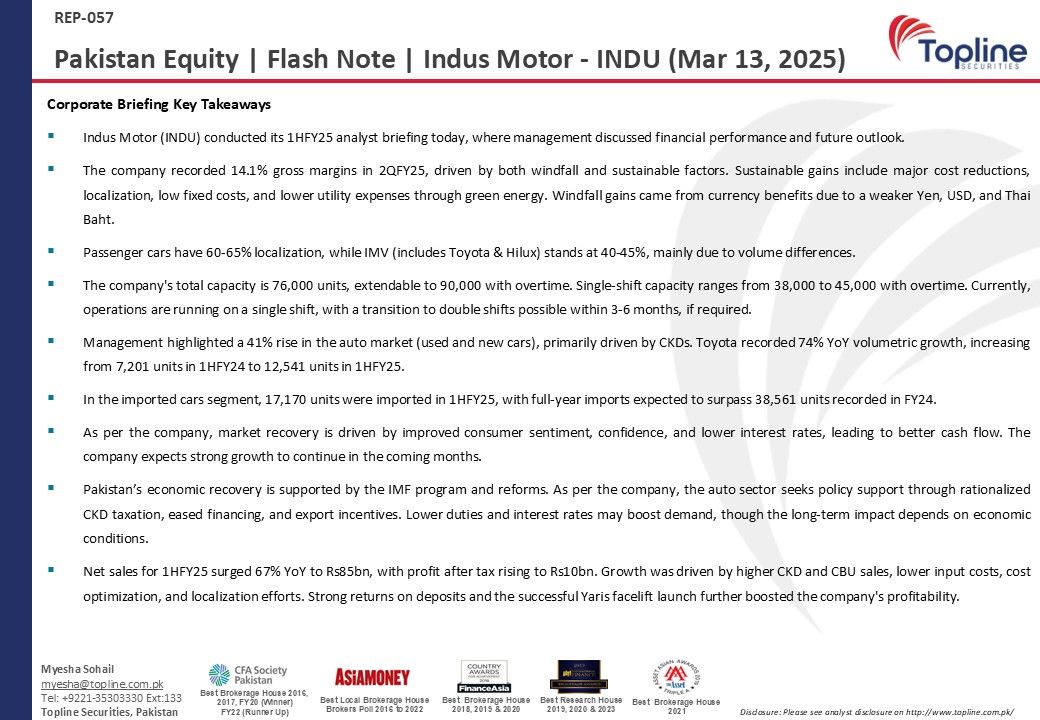 REP-057
Pakistan Equity | Flash Note | Indus Motor - INDU (Mar 13, 2025)
Topline
SECURITIES
Corporate Briefing Key Takeaways
▪ Indus Motor (INDU) conducted its 1HFY25 analyst briefing today, where management discussed financial performance and future outlook.
▪ The company recorded 14.1% gross margins in 2QFY25, driven by both windfall and sustainable factors. Sustainable gains include major cost reductions,
localization, low fixed costs, and lower utility expenses through green energy. Windfall gains came from currency benefits due to a weaker Yen, USD, and Thai
Baht.
▪ Passenger cars have 60-65% localization, while IMV (includes Toyota & Hilux) stands at 40-45%, mainly due to volume differences.
▪ The company's total capacity is 76,000 units, extendable to 90,000 with overtime. Single-shift capacity ranges from 38,000 to 45,000 with overtime. Currently,
operations are running on a single shift, with a transition to double shifts possible within 3-6 months, if required.
▪ Management highlighted a 41% rise in the auto market (used and new cars), primarily driven by CKDs. Toyota recorded 74% YoY volumetric growth, increasing
from 7,201 units in 1HFY24 to 12,541 units in 1HFY25.
▪ In the imported cars segment, 17,170 units were imported in 1HFY25, with full-year imports expected to surpass 38,561 units recorded in FY24.
▪ As per the company, market recovery is driven by improved consumer sentiment, confidence, and lower interest rates, leading to better cash flow. The
company expects strong growth to continue in the coming months.
▪ Pakistan's economic recovery is supported by the IMF program and reforms. As per the company, the auto sector seeks policy support through rationalized
CKD taxation, eased financing, and export incentives. Lower duties and interest rates may boost demand, though the long-term impact depends on economic
conditions.
▪ Net sales for 1HFY25 surged 67% YoY to Rs85bn, with profit after tax rising to Rs10bn. Growth was driven by higher CKD and CBU sales, lower input costs, cost
optimization, and localization efforts. Strong returns on deposits and the successful Yaris facelift launch further boosted the company's profitability.
Myesha Sohail
myesha@topline.com.pk
Tel: +9221-35303330 Ext:133
Topline Securities, Pakistan
CFA Society
Pakistan
Best Brokerage House 2016,
2017, FY20 (Winner)
FY22 (Runner Up)
ASIAMONEY
Best Local Brokerage House
Brokers Poll 2016 to 2022
COUNTRY
AWARDS
FinanceAsia
Best Brokerage House
2018, 2019 & 2020
Best Research House
2019, 2020 & 2023
Best Brokerage House
2021
Disclosure: Please see analyst disclosure on http://www.topline.com.pk/